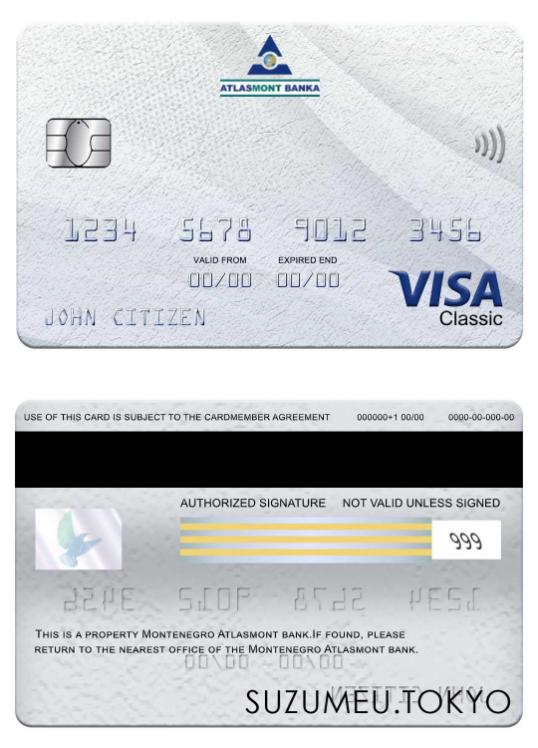 ATLASMONT BANKA
1234 5678 9012 3456
VALID FROM EXPIRED END
00/00 00/00
VISA
JOHN CITIZEN
Classic
USE OF THIS CARD IS SUBJECT TO THE CARDMEMBER AGREEMENT 000000+1 00/00 0000-00-000-00
AUTHORIZED SIGNATURE NOT VALID UNLESS SIGNED
999
THIS IS A PROPERTY MONTENEGRO ATLASMONT BANK.IF FOUND, PLEASE
RETURN TO THE NEAREST OFFICE OF THE MONTENEGRO ATLASMONT BANK.
SUZUMEU.TOKYO